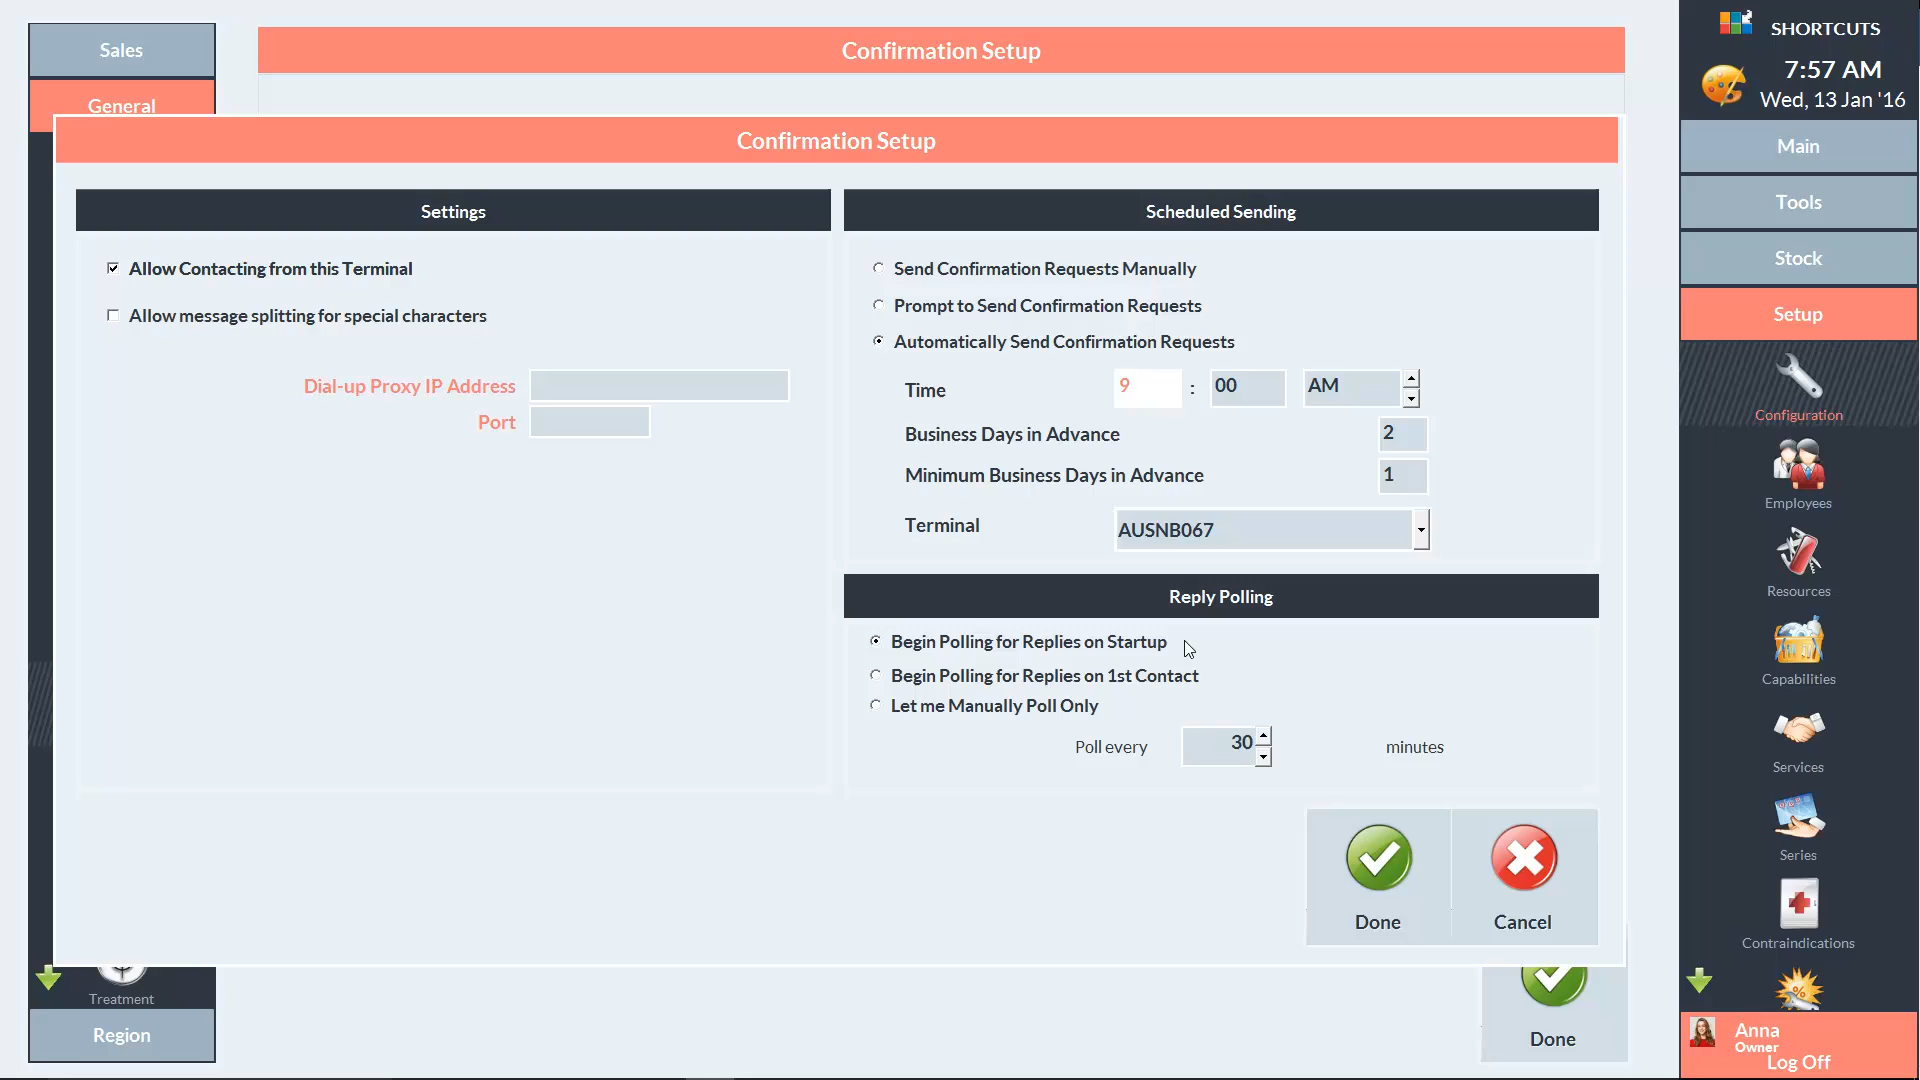 Sales
General
Confirmation Setup
Confirmation Setup
Settings
Allow Contacting from this Terminal
Allow message splitting for special characters
Dial-up Proxy IP Address
Port
Scheduled Sending
Send Confirmation Requests Manually
Prompt to Send Confirmation Requests
Automatically Send Confirmation Requests
Time 9 : 00 AM
Business Days in Advance 2
Minimum Business Days in Advance 1
Terminal AUSNB067
Reply Polling
Begin Polling for Replies on Startup
Begin Polling for Replies on 1st Contact
Let me Manually Poll Only
Poll every 30 minutes
Done
Cancel
Treatment
Region
Done
SHORTCUTS
7:57 AM
Wed, 13 Jan '16
Main
Tools
Stock
Setup
Configuration
Employees
Resources
Capabilities
Services
Series
Contraindications
Anna
Owner
Log Off